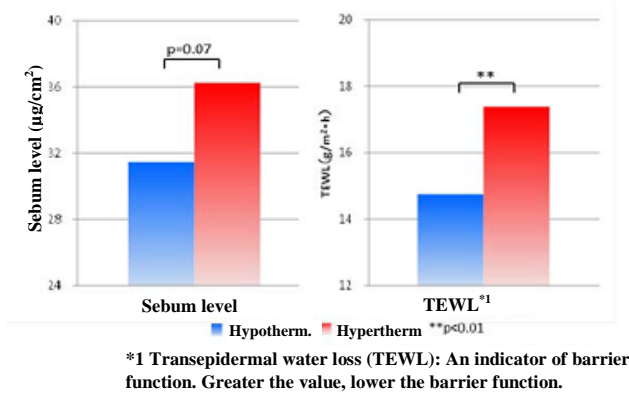 40
36
32
28
24
Sebum level (µg/cm²)
p=0.07
Sebum level
20
18
16
14
12
TEWL(g/m²・h)
**
TEWL*1
Hypotherm. Hypertherm **p<0.01
*1 Transepidermal water loss (TEWL): An indicator of barrier
function. Greater the value, lower the barrier function.